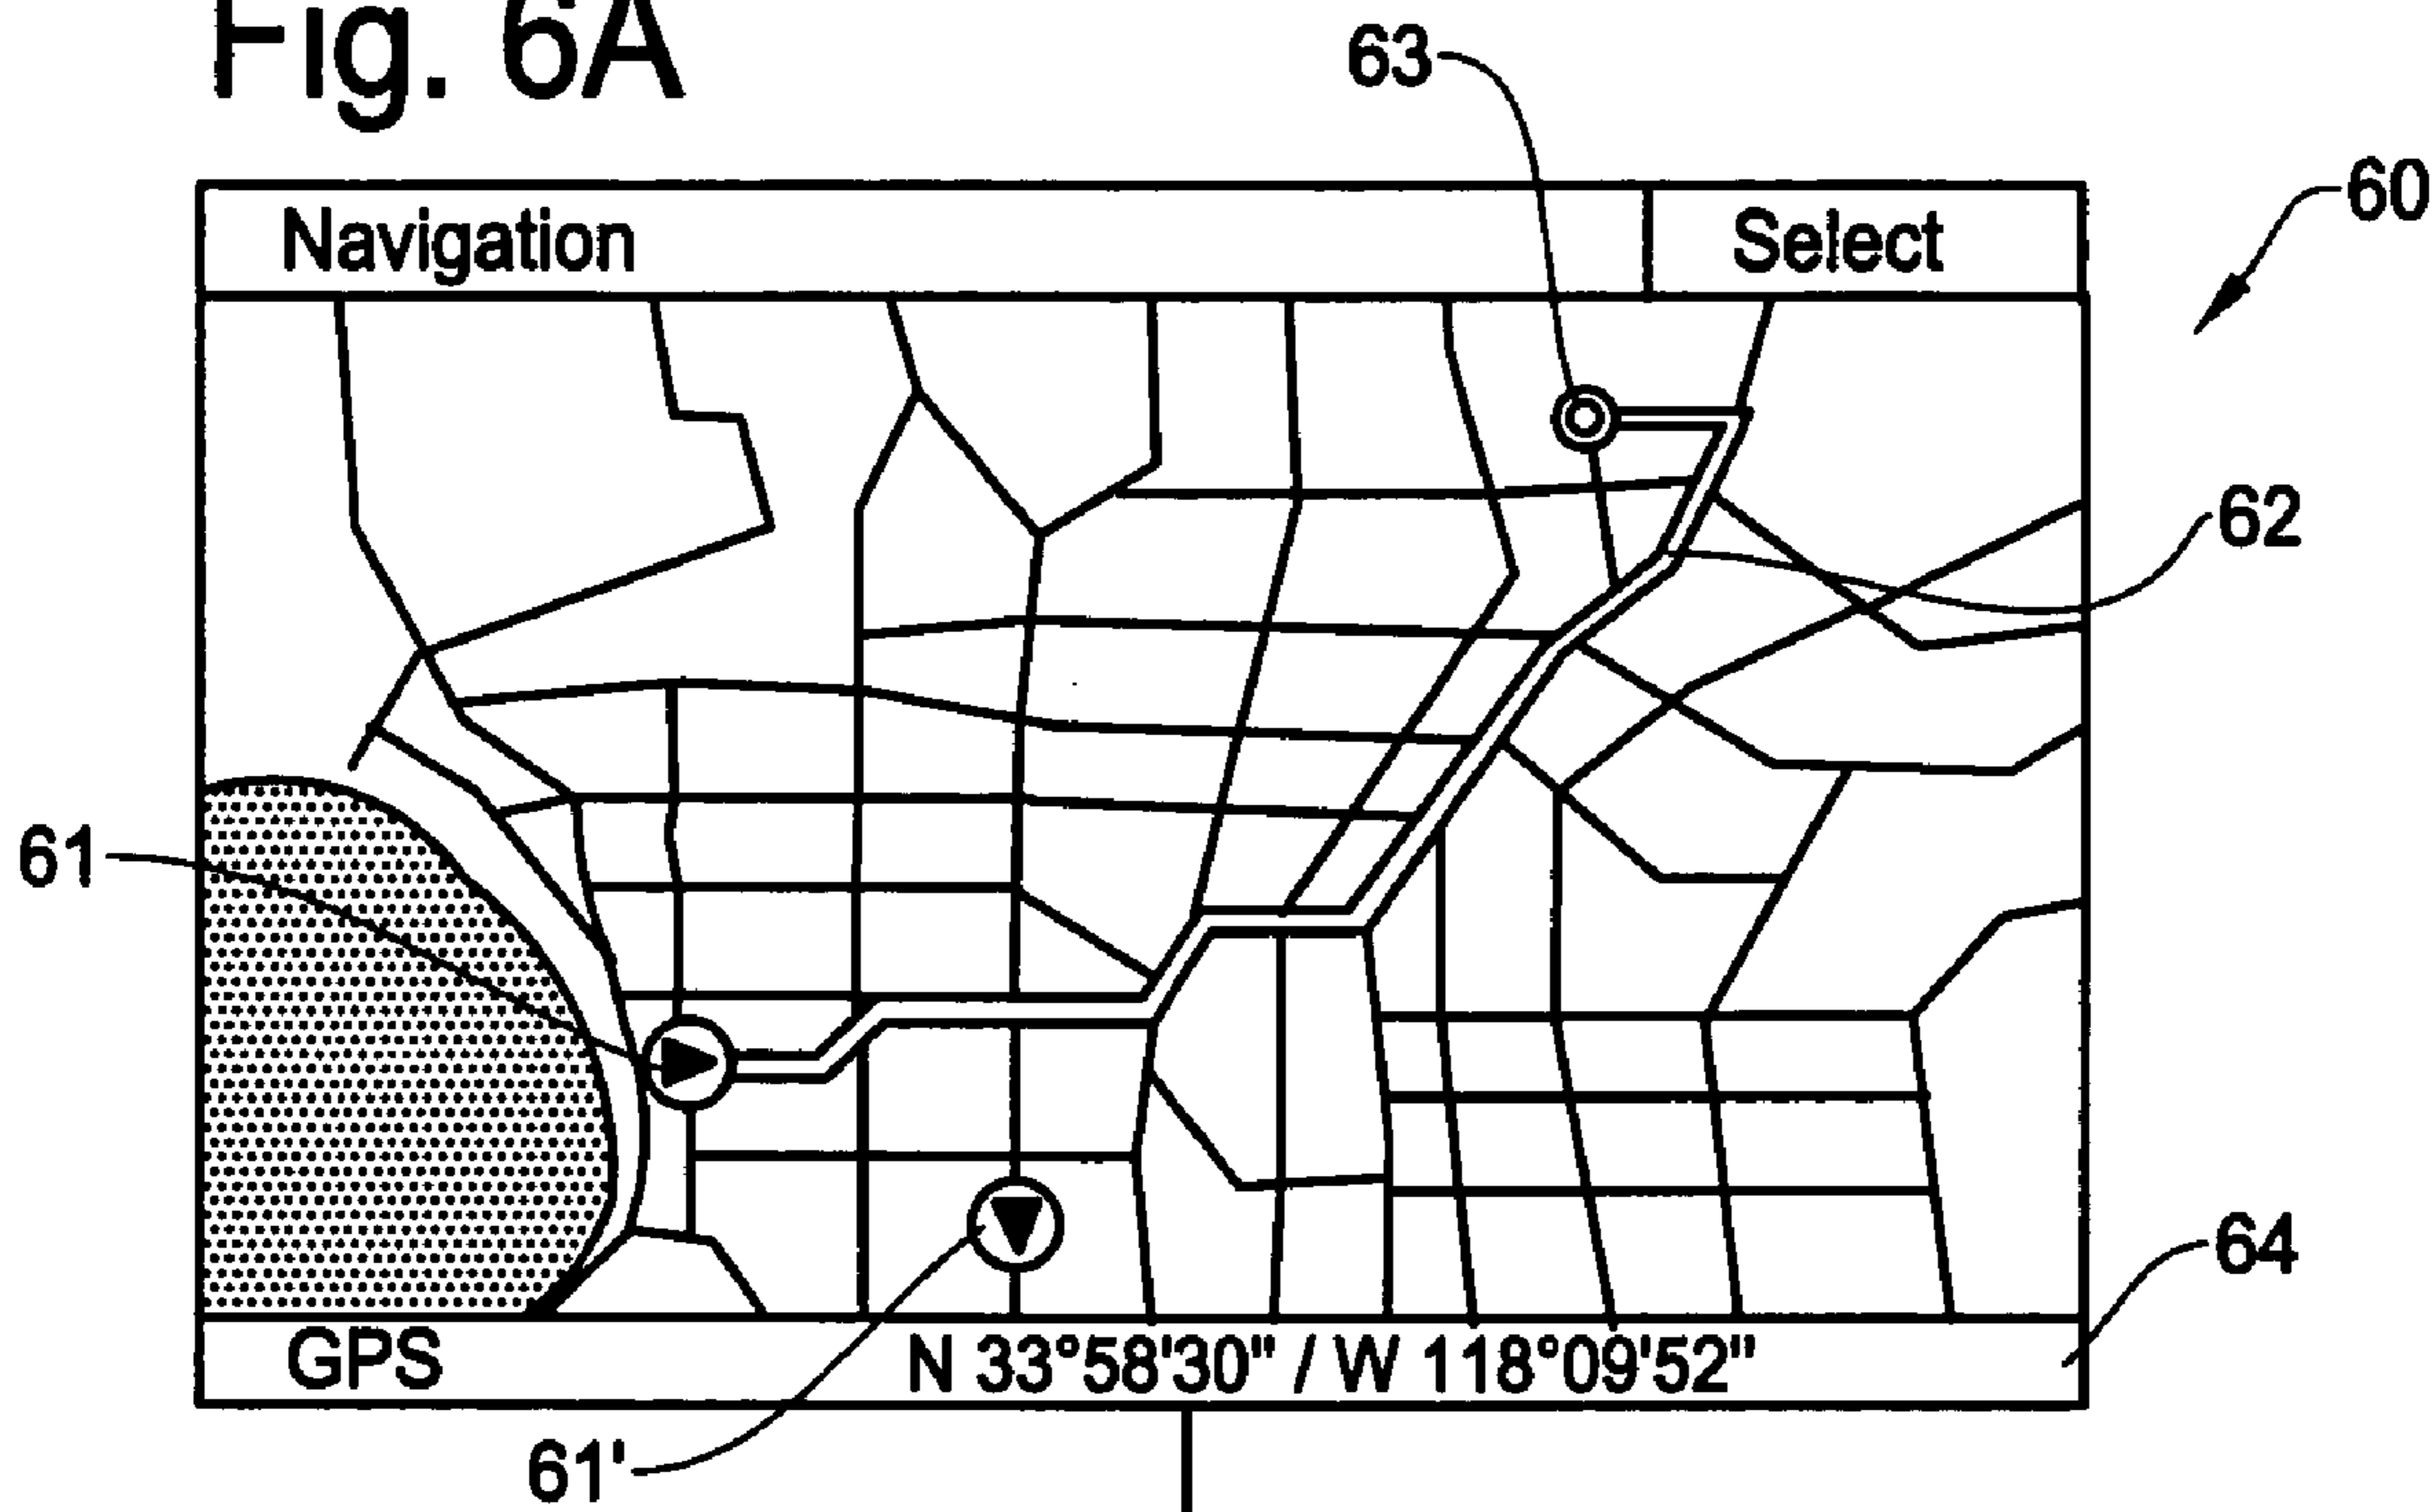 Fig. 6A
63
60
Navigation Select
62
61
64
GPS N 33°58'30" / W 118°09'52"
61'